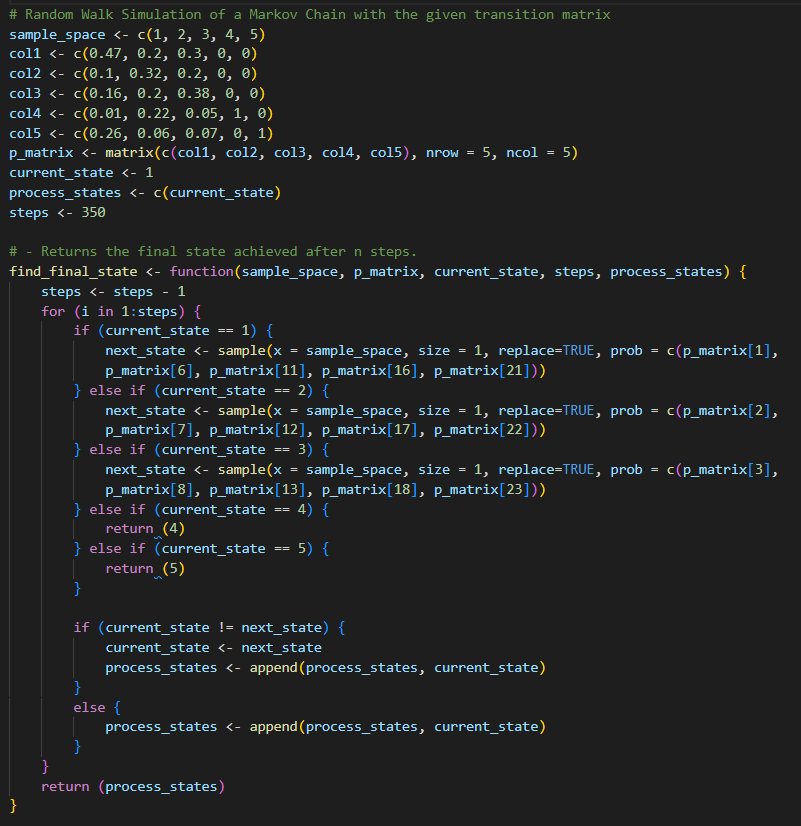 # Random Walk Simulation of a Markov Chain with the given transition matrix
sample_space <- c(1, 2, 3, 4, 5)
col1 <- c(0.47, 0.2, 0.3, 0, 0)
col2 <- c(0.1, 0.32, 0.2, 0, 0)
col3 <- c(0.16, 0.2, 0.38, 0, 0)
col4 <- c(0.01, 0.22, 0.05, 1, 0)
col5 <- c(0.26, 0.06, 0.07, 0, 1)
p_matrix <- matrix(c(col1, col2, col3, col4, col5), nrow = 5, ncol = 5)
current_state <- 1
process_states <- c(current_state)
steps <- 350

# - Returns the final state achieved after n steps.
find_final_state <- function(sample_space, p_matrix, current_state, steps, process_states) {
    steps <- steps - 1
    for (i in 1:steps) {
        if (current_state == 1) {
            next_state <- sample(x = sample_space, size = 1, replace=TRUE, prob = c(p_matrix[1],
            p_matrix[6], p_matrix[11], p_matrix[16], p_matrix[21]))
        } else if (current_state == 2) {
            next_state <- sample(x = sample_space, size = 1, replace=TRUE, prob = c(p_matrix[2],
            p_matrix[7], p_matrix[12], p_matrix[17], p_matrix[22]))
        } else if (current_state == 3) {
            next_state <- sample(x = sample_space, size = 1, replace=TRUE, prob = c(p_matrix[3],
            p_matrix[8], p_matrix[13], p_matrix[18], p_matrix[23]))
        } else if (current_state == 4) {
            return (4)
        } else if (current_state == 5) {
            return (5)
        }

        if (current_state != next_state) {
            current_state <- next_state
            process_states <- append(process_states, current_state)
        }
        else {
            process_states <- append(process_states, current_state)
        }
    }
    return (process_states)
}